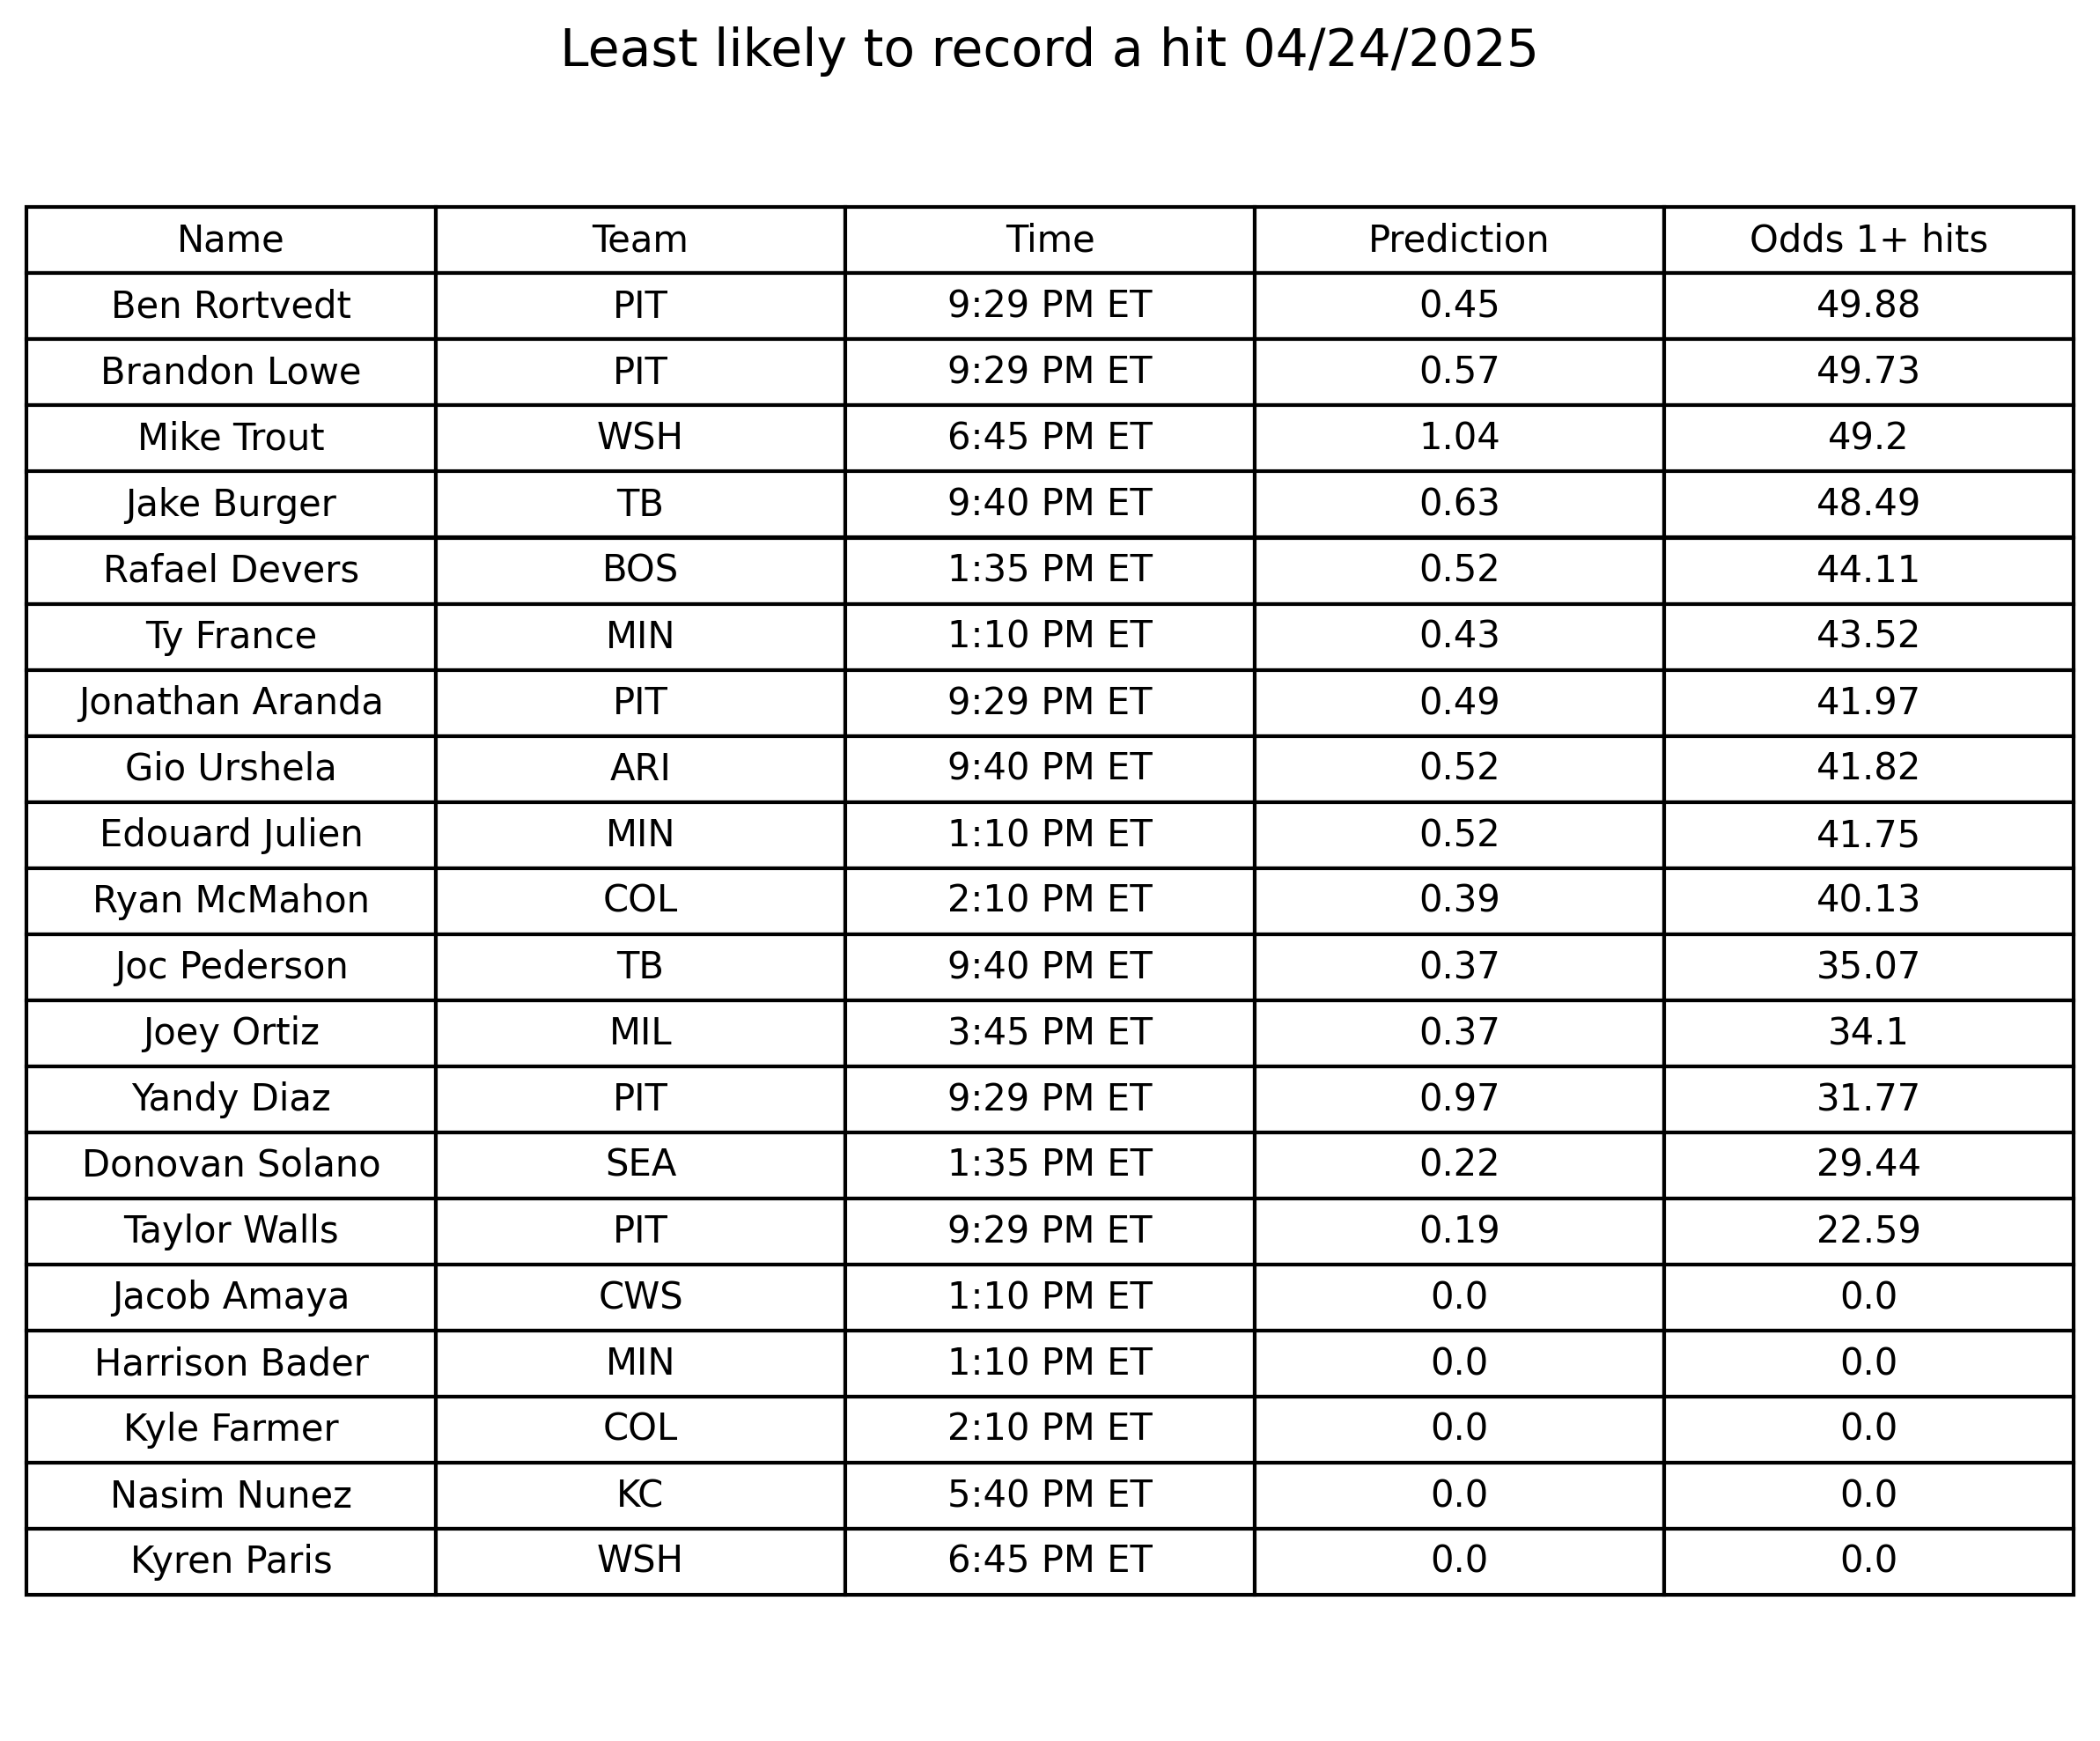 Least likely to record a hit 04/24/2025
Name Team Time Prediction Odds 1+ hits
Ben Rortvedt PIT 9:29 PM ET 0.45 49.88
Brandon Lowe PIT 9:29 PM ET 0.57 49.73
Mike Trout WSH 6:45 PM ET 1.04 49.2
Jake Burger TB 9:40 PM ET 0.63 48.49
Rafael Devers BOS 1:35 PM ET 0.52 44.11
Ty France MIN 1:10 PM ET 0.43 43.52
Jonathan Aranda PIT 9:29 PM ET 0.49 41.97
Gio Urshela ARI 9:40 PM ET 0.52 41.82
Edouard Julien MIN 1:10 PM ET 0.52 41.75
Ryan McMahon COL 2:10 PM ET 0.39 40.13
Joc Pederson TB 9:40 PM ET 0.37 35.07
Joey Ortiz MIL 3:45 PM ET 0.37 34.1
Yandy Diaz PIT 9:29 PM ET 0.97 31.77
Donovan Solano SEA 1:35 PM ET 0.22 29.44
Taylor Walls PIT 9:29 PM ET 0.19 22.59
Jacob Amaya CWS 1:10 PM ET 0.0 0.0
Harrison Bader MIN 1:10 PM ET 0.0 0.0
Kyle Farmer COL 2:10 PM ET 0.0 0.0
Nasim Nunez KC 5:40 PM ET 0.0 0.0
Kyren Paris WSH 6:45 PM ET 0.0 0.0